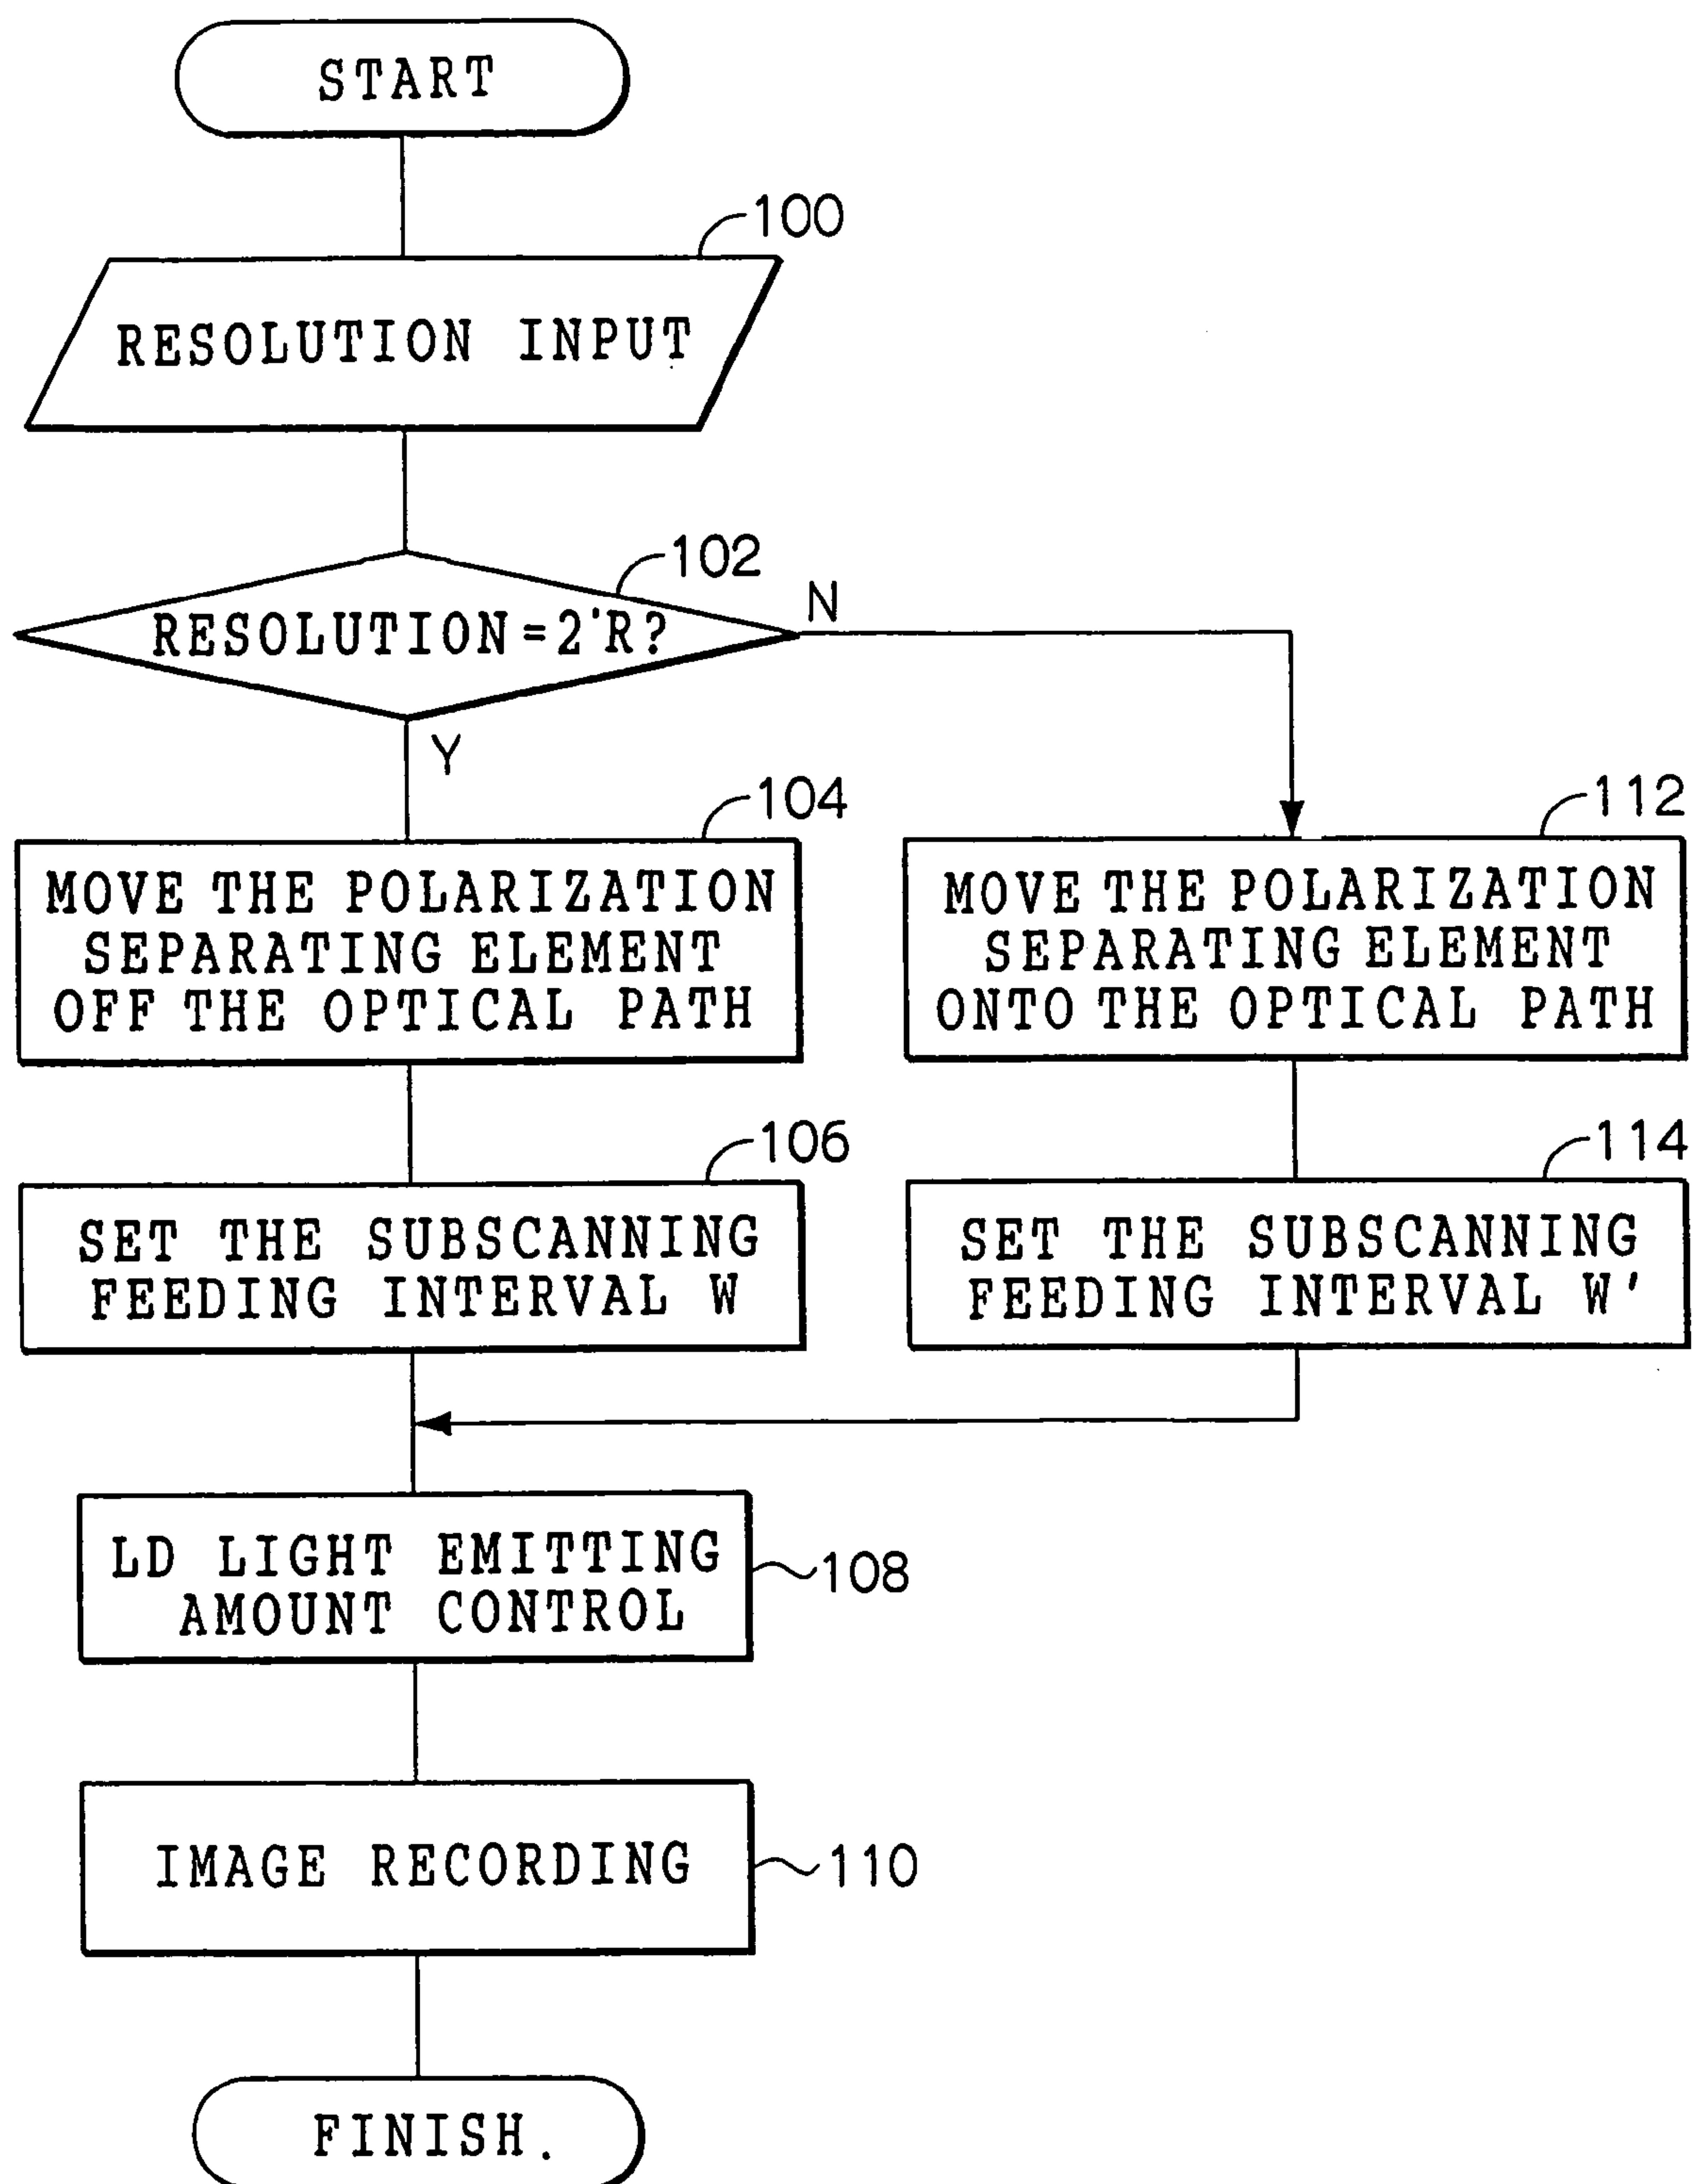 START
100
RESOLUTION INPUT
102
RESOLUTION=2'R?
N
Y
104
MOVE THE POLARIZATION
SEPARATING ELEMENT
OFF THE OPTICAL PATH
112
MOVE THE POLARIZATION
SEPARATING ELEMENT
ONTO THE OPTICAL PATH
106
SET THE SUBSCANNING
FEEDING INTERVAL W
114
SET THE SUBSCANNING
FEEDING INTERVAL W'
LD LIGHT EMITTING
AMOUNT CONTROL
108
IMAGE RECORDING
110
FINISH.